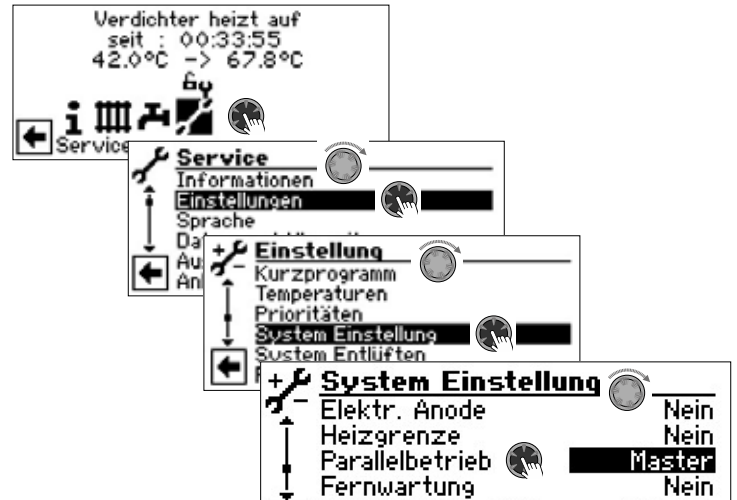 Verdichter heizt auf
seit : 00:33:55
42.0°C -> 67.8°C
Service
Service
Informationen
Einstellungen
Sprache
Einstellung
Kurzprogramm
Temperaturen
Prioritäten
System Einstellung
System Entlüften
System Einstellung
Elektr. Anode Nein
Heizgrenze Nein
Parallelbetrieb Master
Fernwartung Nein